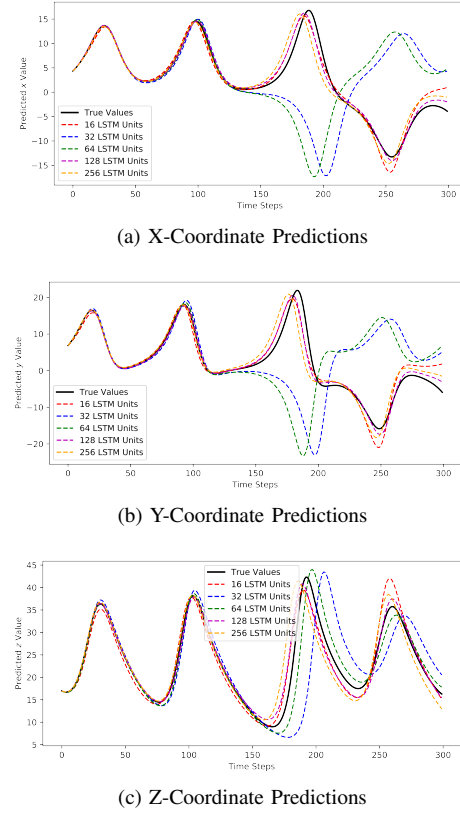 15
10
5
0
−5
−10
−15
Predicted x Value
True Values
16 LSTM Units
32 LSTM Units
64 LSTM Units
128 LSTM Units
256 LSTM Units
0 50 100 150 200 250 300
Time Steps
(a) X-Coordinate Predictions
20
10
0
−10
−20
Predicted y Value
True Values
16 LSTM Units
32 LSTM Units
64 LSTM Units
128 LSTM Units
256 LSTM Units
0 50 100 150 200 250 300
Time Steps
(b) Y-Coordinate Predictions
45
40
35
30
25
20
15
10
5
Predicted z Value
True Values
16 LSTM Units
32 LSTM Units
64 LSTM Units
128 LSTM Units
256 LSTM Units
0 50 100 150 200 250 300
Time Steps
(c) Z-Coordinate Predictions